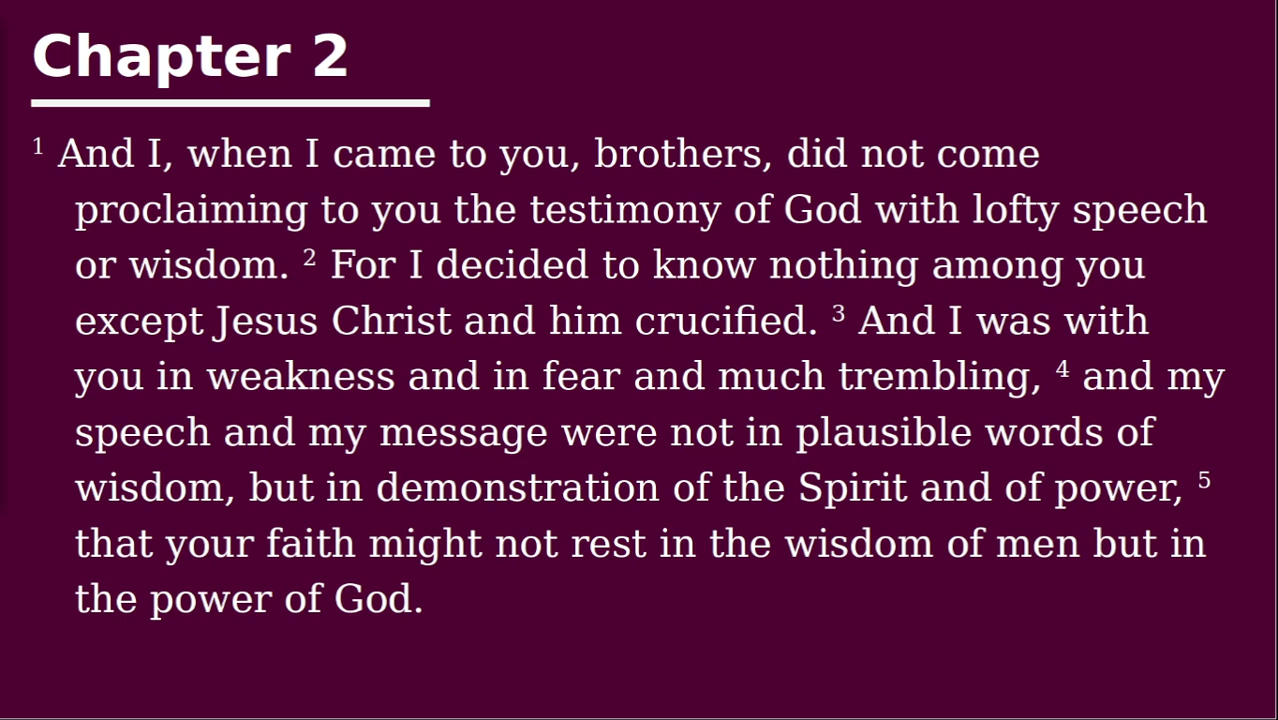 Chapter 2
1 And I, when I came to you, brothers, did not come
proclaiming to you the testimony of God with lofty speech
or wisdom. 2 For I decided to know nothing among you
except Jesus Christ and him crucified. 3 And I was with
you in weakness and in fear and much trembling, 4 and my
speech and my message were not in plausible words of
wisdom, but in demonstration of the Spirit and of power, 5
that your faith might not rest in the wisdom of men but in
the power of God.